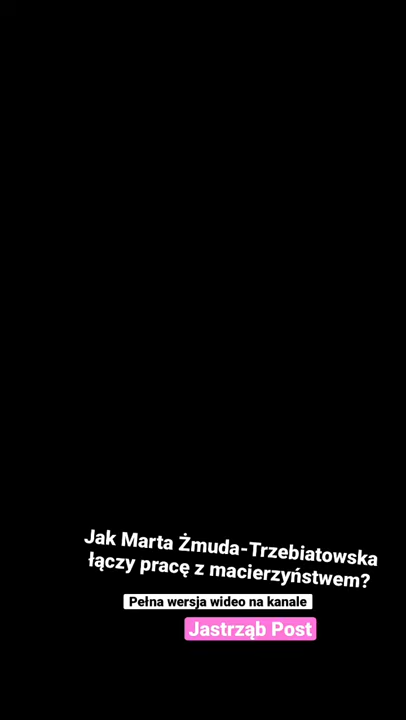 Jak Marta Żmuda-Trzebiatowska
łączy pracę z macierzyństwem?
Pełna wersja wideo na kanale
Jastrząb Post